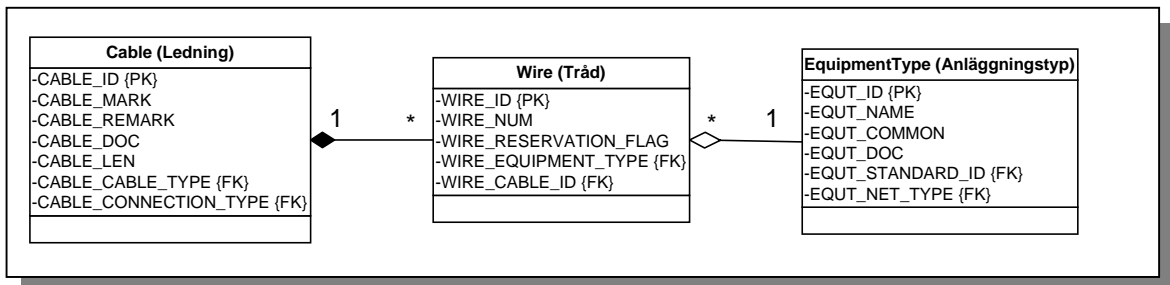 Cable (Ledning)
-CABLE_ID {PK}
-CABLE_MARK
-CABLE_REMARK
-CABLE_DOC
-CABLE_LEN
-CABLE_CABLE_TYPE {FK}
-CABLE_CONNECTION_TYPE {FK}
1
*
Wire (Tråd)
-WIRE_ID {PK}
-WIRE_NUM
-WIRE_RESERVATION_FLAG
-WIRE_EQUIPMENT_TYPE {FK}
-WIRE_CABLE_ID {FK}
*
1
EquipmentType (Anläggningstyp)
-EQUT_ID {PK}
-EQUT_NAME
-EQUT_COMMON
-EQUT_DOC
-EQUT_STANDARD_ID {FK}
-EQUT_NET_TYPE {FK}